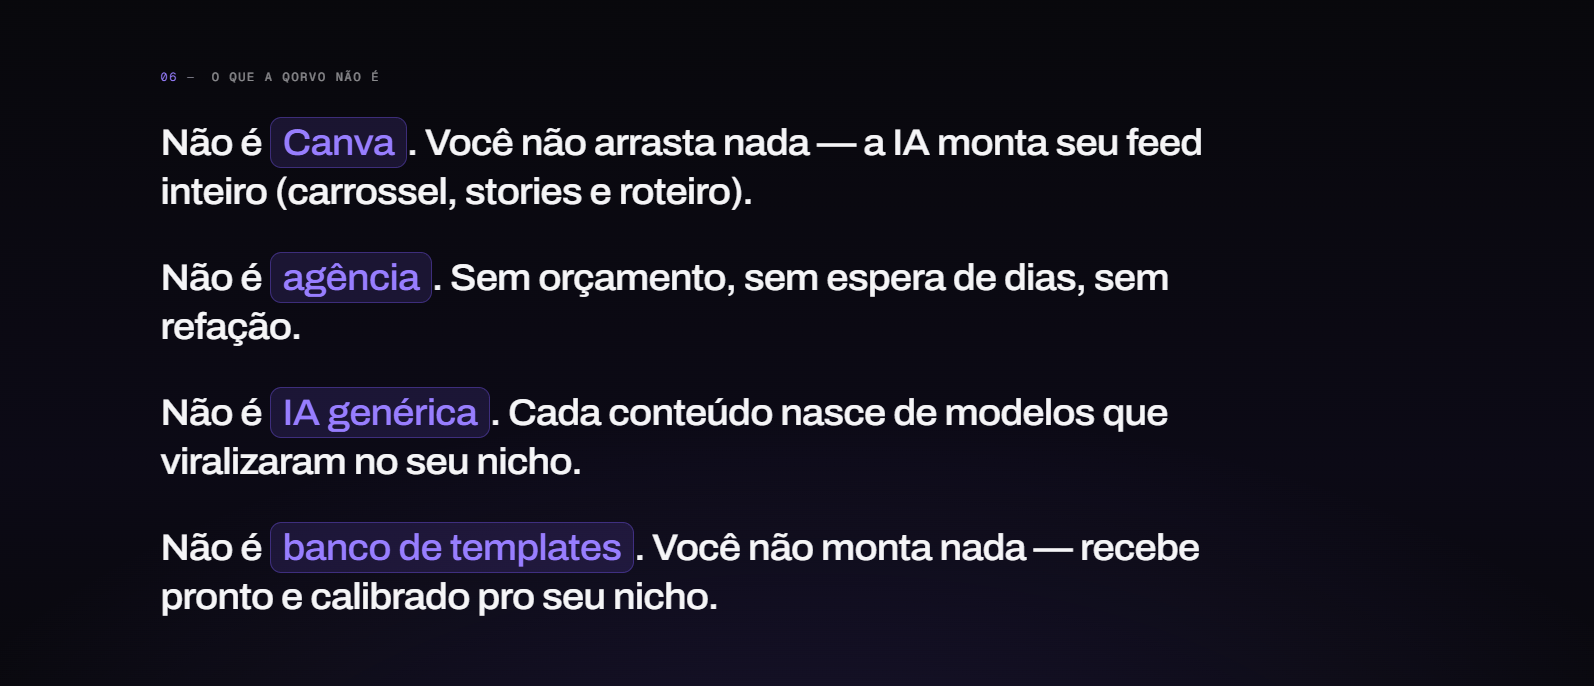 06 — O QUE A QORVO NÃO É
Não é Canva. Você não arrasta nada — a IA monta seu feed
inteiro (carrossel, stories e roteiro).
Não é agência. Sem orçamento, sem espera de dias, sem
refação.
Não é IA genérica. Cada conteúdo nasce de modelos que
viralizaram no seu nicho.
Não é banco de templates. Você não monta nada — recebe
pronto e calibrado pro seu nicho.